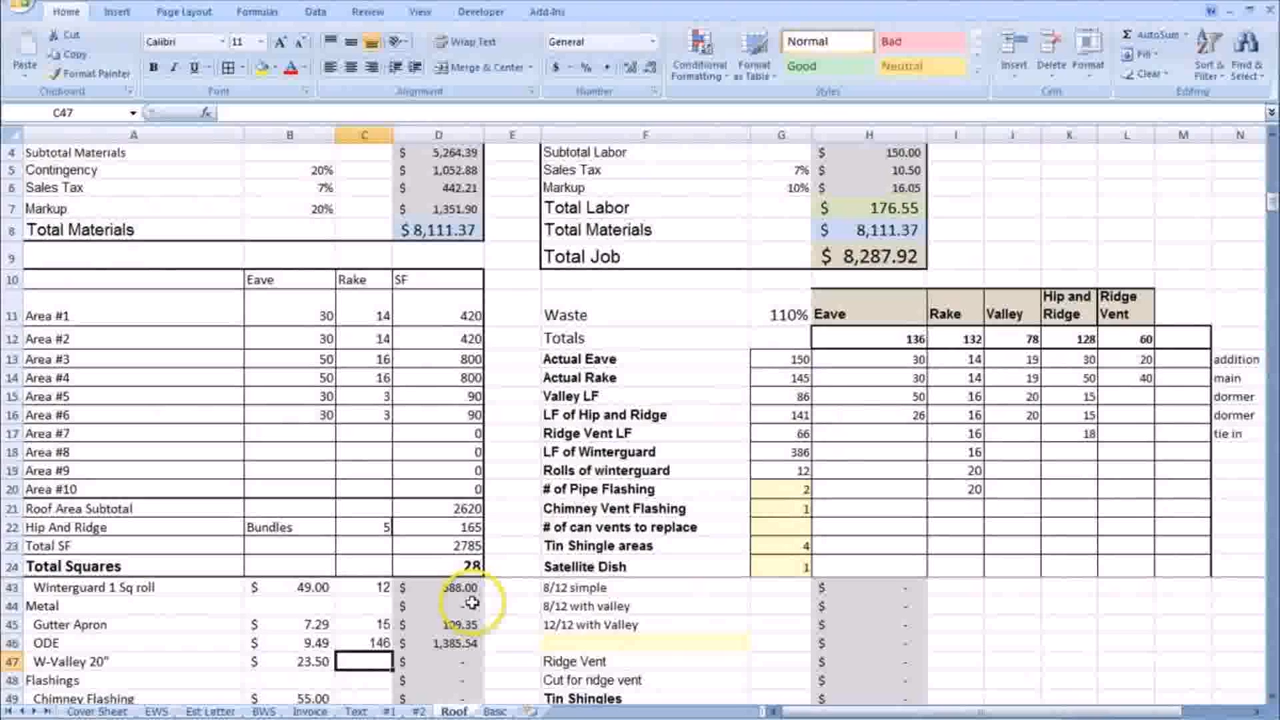 Home Insert Page Layout Formulas Data Review View Developer Add-Ins
Cut Calibri 11 Wrap Text General Normal Bad AutoSum
Paste Copy Conditional Formatting Format as Table Insert Delete Format Fill Sort & Filter Find & Select
Format Painter B I U Merge & Center $ % , Good Neutral Clear
Clipboard Font Alignment Number Styles Cells Editing
C47 fx
A B C D E F G H I J K L M N
4 Subtotal Materials $ 5,264.39 Subtotal Labor $ 150.00
5 Contingency 20% $ 1,052.88 Sales Tax 7% $ 10.50
6 Sales Tax 7% $ 442.21 Markup 10% $ 16.05
7 Markup 20% $ 1,351.90 Total Labor $ 176.55
8 Total Materials $ 8,111.37 Total Materials $ 8,111.37
9 Total Job $ 8,287.92
10 Eave Rake SF
11 Area #1 30 14 420 Waste 110% Eave Rake Valley Hip and Ridge Ridge Vent
12 Area #2 30 14 420 Totals 136 132 78 128 60
13 Area #3 50 16 800 Actual Eave 150 30 14 19 30 20 addition
14 Area #4 50 16 800 Actual Rake 145 30 14 19 50 40 main
15 Area #5 30 3 90 Valley LF 86 50 16 20 15 dormer
16 Area #6 30 3 90 LF of Hip and Ridge 141 26 16 20 15 dormer
17 Area #7 0 Ridge Vent LF 66 16 18 tie in
18 Area #8 0 LF of Winterguard 386 16
19 Area #9 0 Rolls of winterguard 12 20
20 Area #10 0 # of Pipe Flashing 2 20
21 Roof Area Subtotal 2620 Chimney Vent Flashing 1
22 Hip And Ridge Bundles 5 165 # of can vents to replace
23 Total SF 2785 Tin Shingle areas 4
24 Total Squares 28 Satellite Dish 1
43 Winterguard 1 Sq roll $ 49.00 12 $ 588.00 8/12 simple $ -
44 Metal $ - 8/12 with valley $ -
45 Gutter Apron $ 7.29 15 $ 109.35 12/12 with Valley $ -
46 ODE $ 9.49 146 $ 1,385.54 $ -
47 W-Valley 20" $ 23.50 $ - Ridge Vent $ -
48 Flashings $ - Cut for ridge vent $ -
49 Chimney Flashing $ 55.00 $ - Tin Shingles $ -
Cover Sheet EWS Est Letter BWS Invoice Text #1 #2 Roof Basic